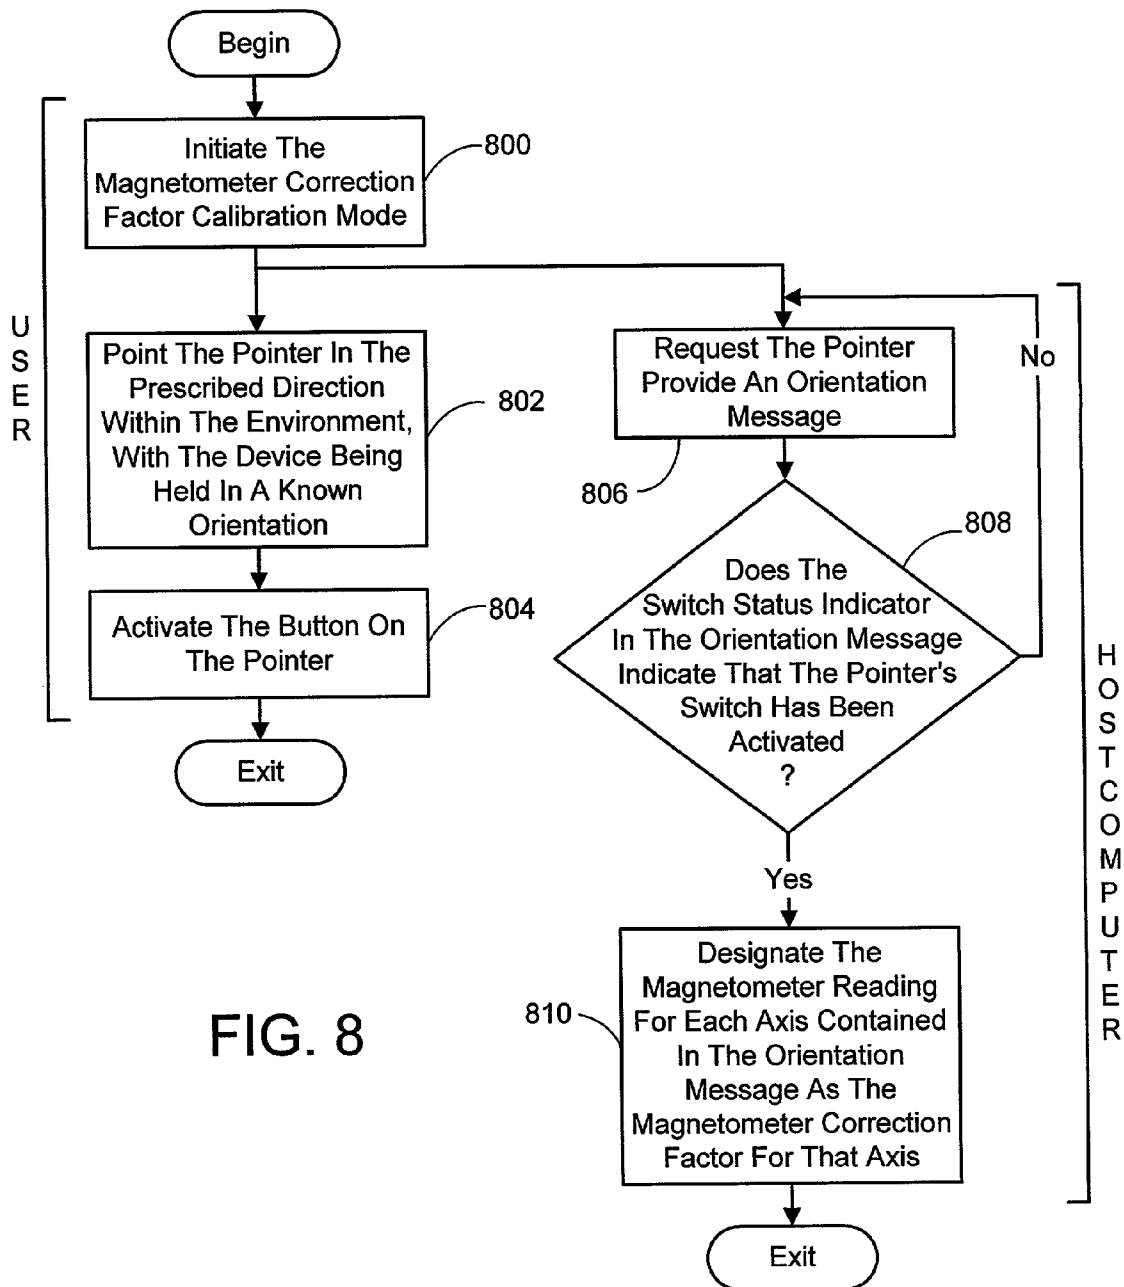 Begin
Initiate The
Magnetometer Correction
Factor Calibration Mode
800
USER
Point The Pointer In The
Prescribed Direction
Within The Environment,
With The Device Being
Held In A Known
Orientation
802
Activate The Button On
The Pointer
804
Exit
Request The Pointer
Provide An Orientation
Message
806
No
Does The
Switch Status Indicator
In The Orientation Message
Indicate That The Pointer's
Switch Has Been
Activated
?
808
Yes
HOST COMPUTER
Designate The
Magnetometer Reading
For Each Axis Contained
In The Orientation
Message As The
Magnetometer Correction
Factor For That Axis
810
Exit
FIG. 8